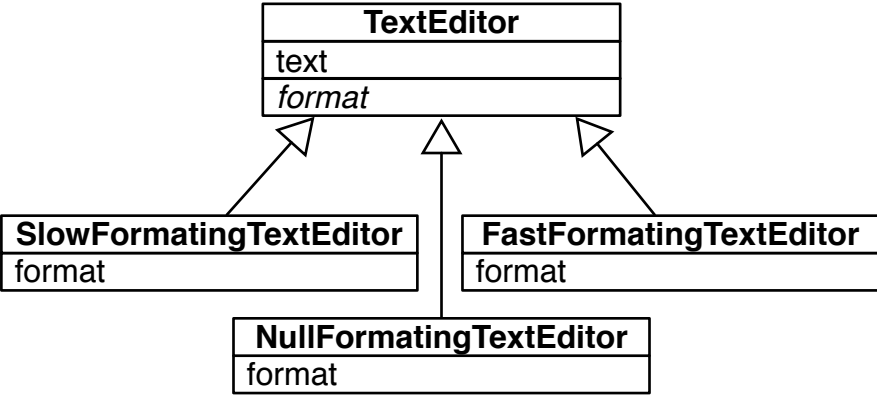 TextEditor
text
format
SlowFormatingTextEditor
format
FastFormatingTextEditor
format
NullFormatingTextEditor
format